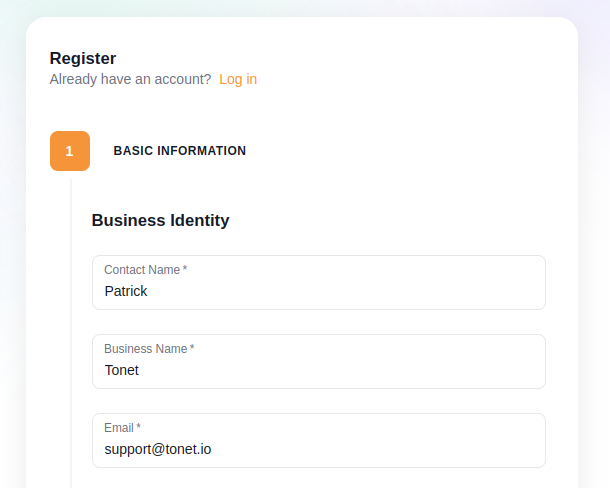 Register
Already have an account? Log in
1 BASIC INFORMATION
Business Identity
Contact Name *
Patrick
Business Name *
Tonet
Email *
support@tonet.io